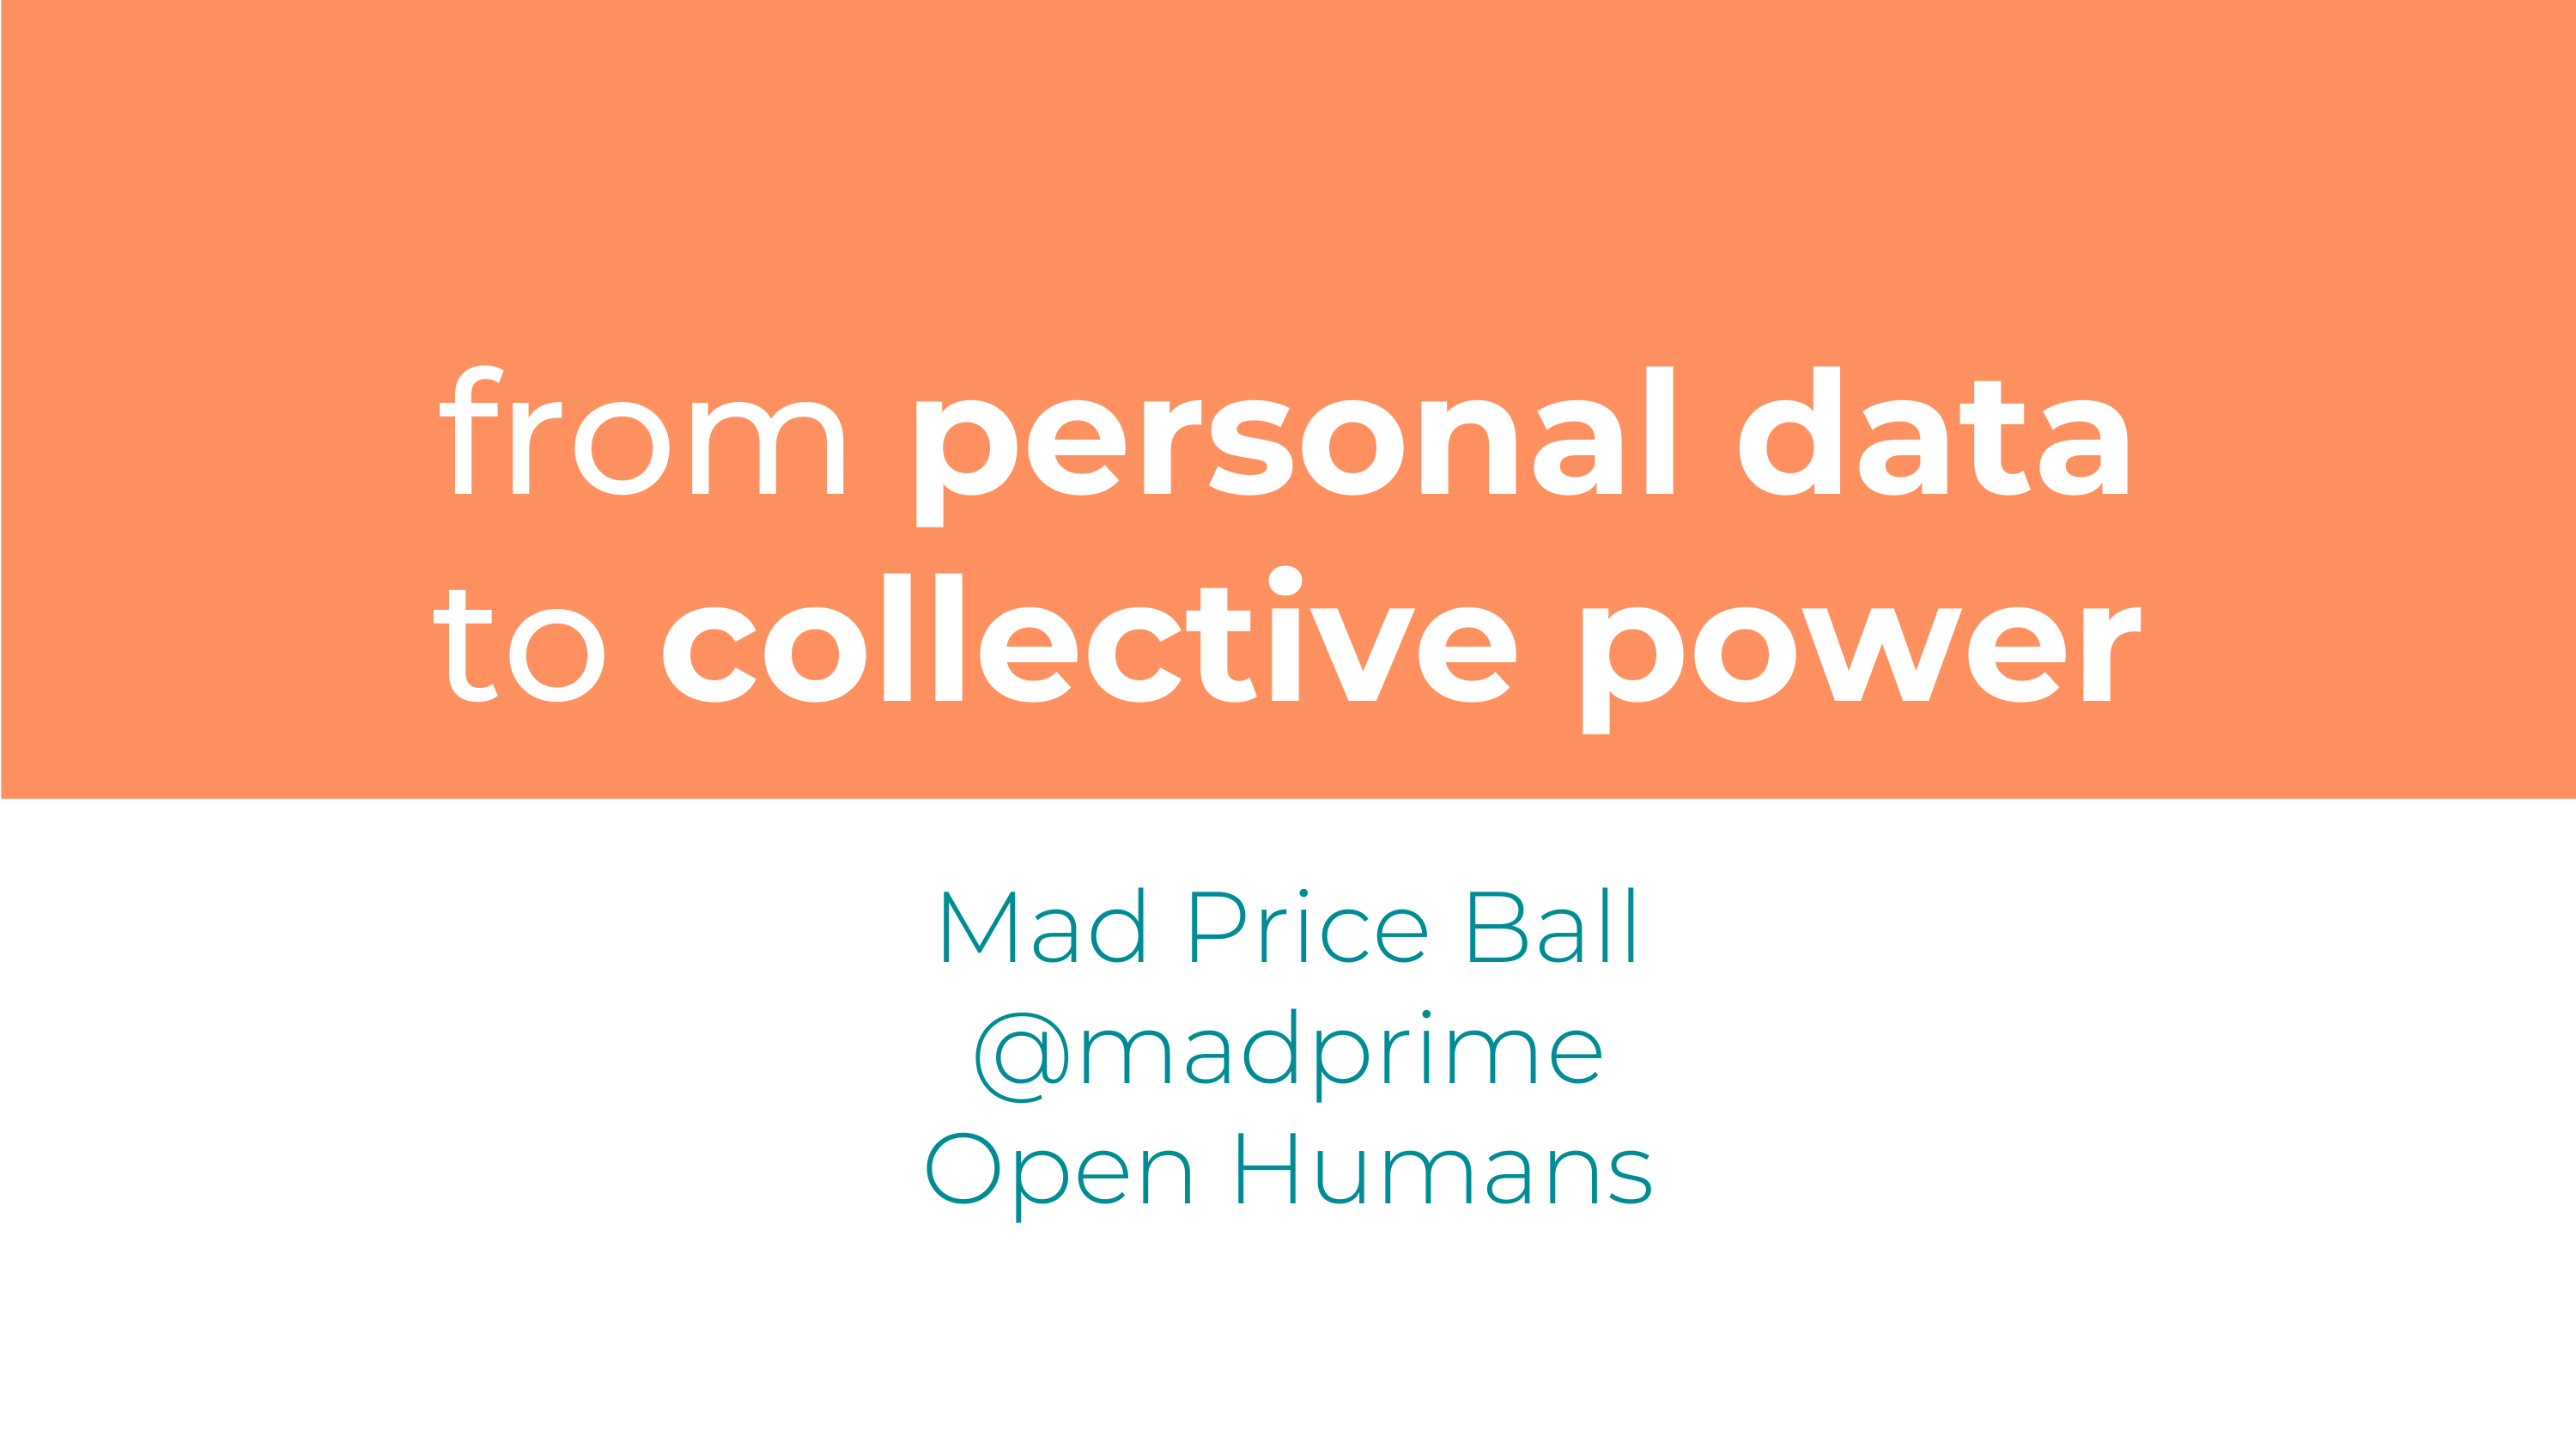 from personal data
to collective power
Mad Price Ball
@madprime
Open Humans